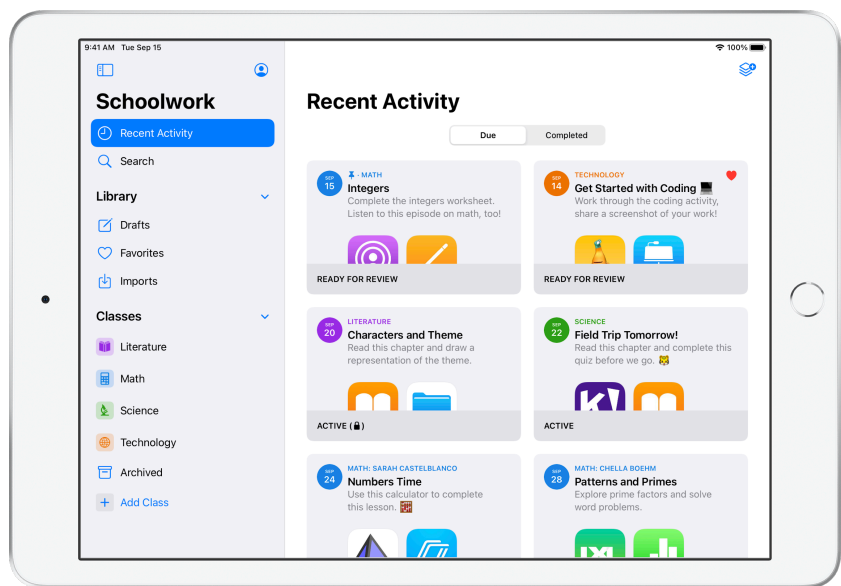 9:41 AM Tue Sep 15
100%
Schoolwork
Recent Activity
Search
Library
Drafts
Favorites
Imports
Classes
Literature
Math
Science
Technology
Archived
Add Class
Recent Activity
Due
Completed
SEP
15
· MATH
Integers
Complete the integers worksheet.
Listen to this episode on math, too!
READY FOR REVIEW
SEP
14
TECHNOLOGY
Get Started with Coding
Work through the coding activity,
share a screenshot of your work!
READY FOR REVIEW
SEP
20
LITERATURE
Characters and Theme
Read this chapter and draw a
representation of the theme.
ACTIVE (🔒)
SEP
22
SCIENCE
Field Trip Tomorrow!
Read this chapter and complete this
quiz before we go. 🐯
K!
ACTIVE
SEP
24
MATH: SARAH CASTELBLANCO
Numbers Time
Use this calculator to complete
this lesson.
SEP
28
MATH: CHELLA BOEHM
Patterns and Primes
Explore prime factors and solve
word problems.
IXL